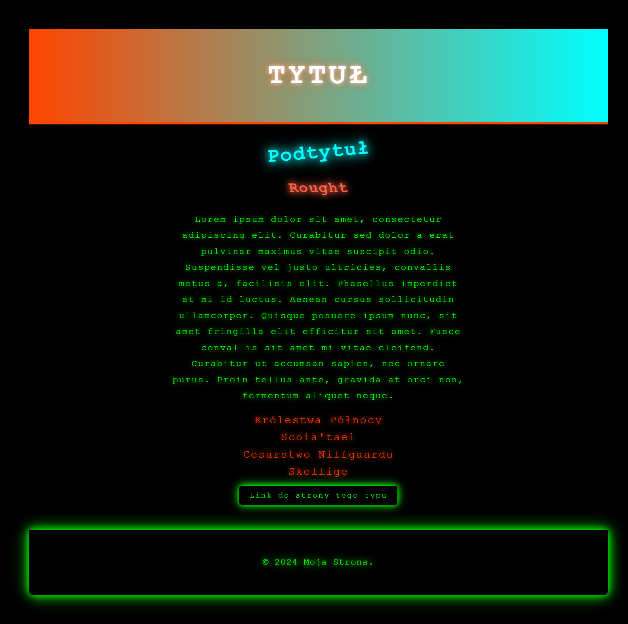 TYTUŁ
Podtytuł
Rought
Lorem ipsum dolor sit amet, consectetur
adipiscing elit. Curabitur sed dolor a erat
pulvinar maximus vitae suscipit odio.
Suspendisse vel justo ultricies, convallis
metus a, facilisis elit. Phasellus imperdiet
at mi id luctus. Aenean cursus sollicitudin
ullamcorper. Quisque posuere ipsum nunc, sit
amet fringilla elit efficitur sit amet. Fusce
convallis sit amet mi vitae eleifend.
Curabitur ut accumsan sapien, nec ornare
purus. Proin tellus ante, gravida at orci non,
fermentum aliquet neque.
Królestwa Północy
Scoia'tael
Cesarstwo Nilfgaardu
Skellige
Link do strony tego typu
© 2024 Moja Strona.